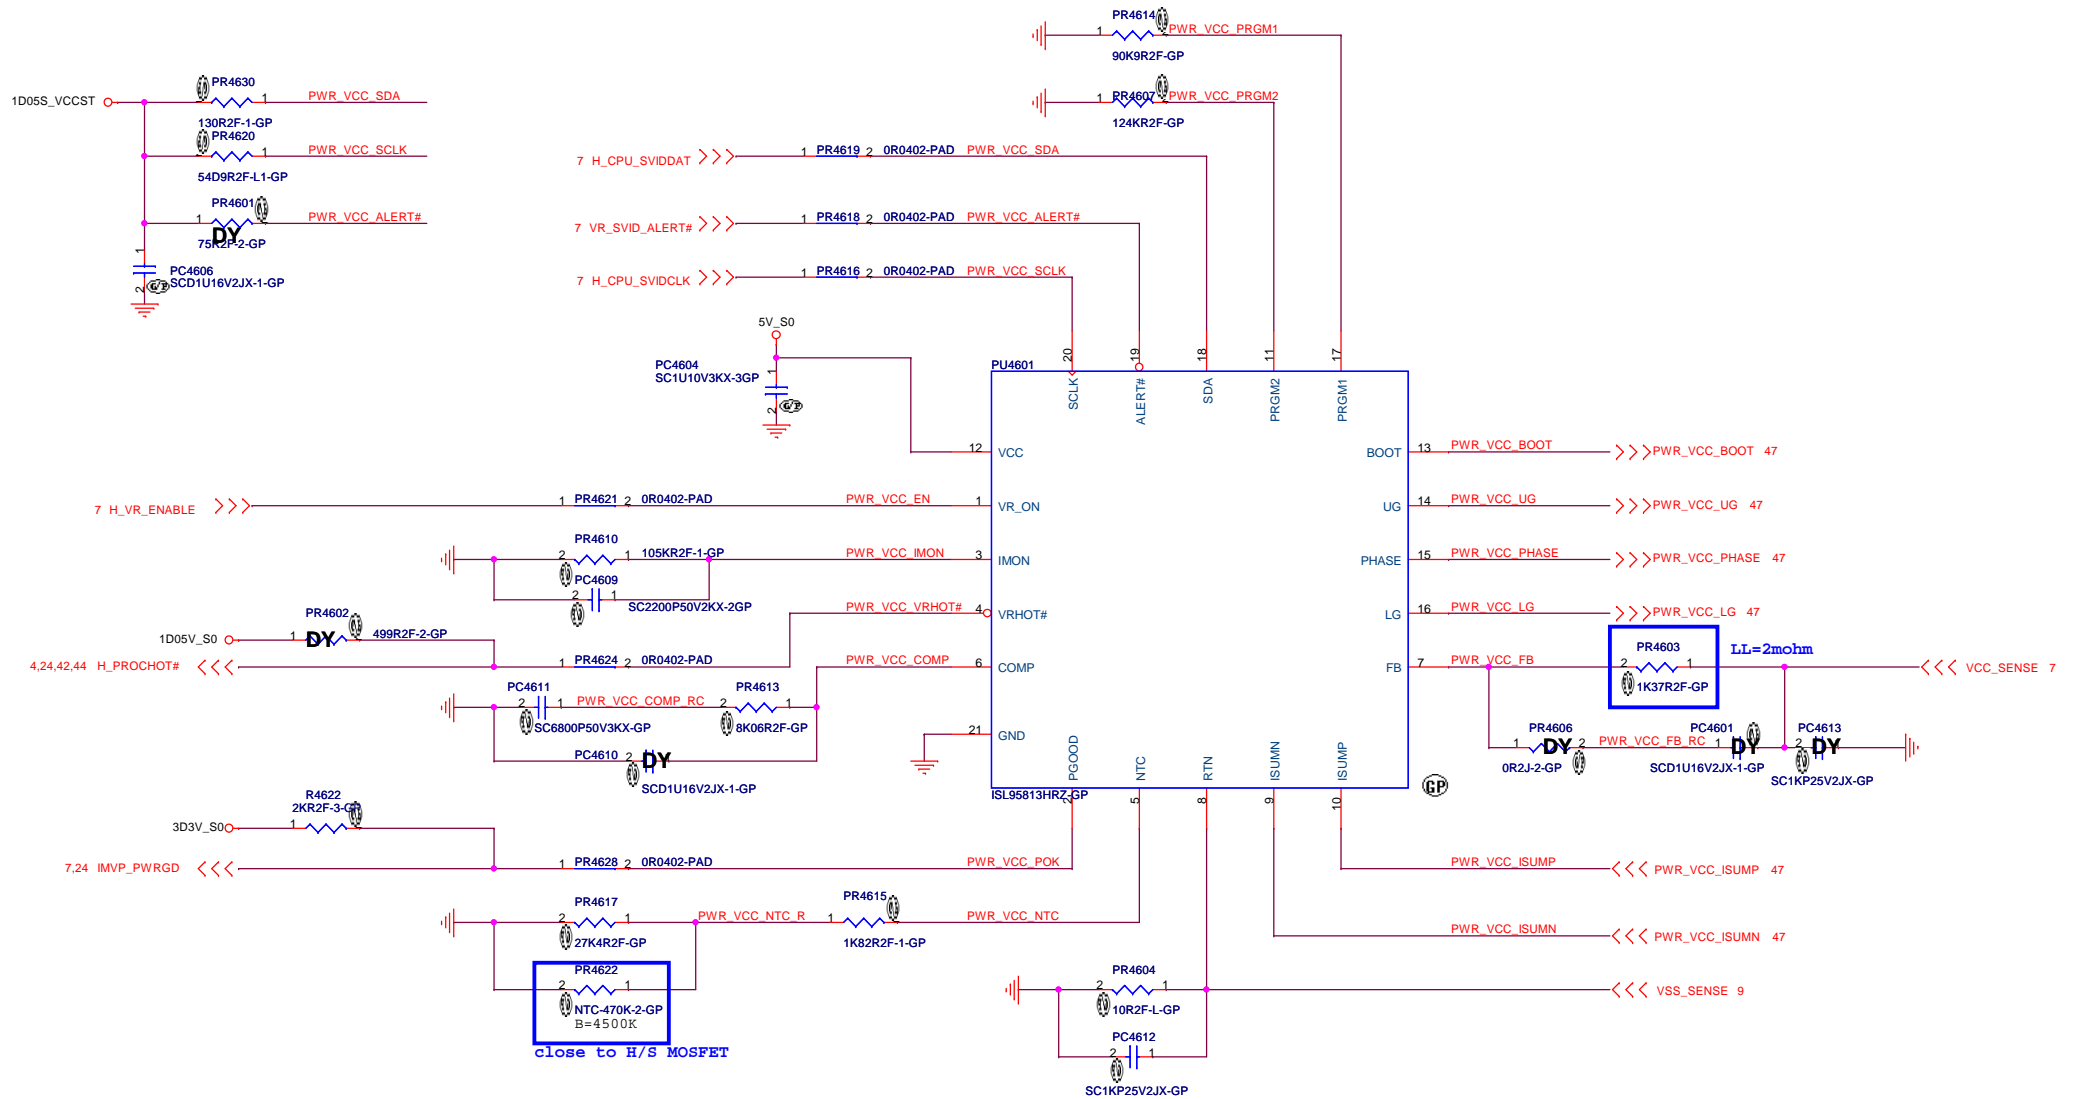 PR4614
1
PWR_VCC_PRGM1
90K9R2F-GP
PR4630
1D05S_VCCST
1
PWR_VCC_SDA
130R2F-1-GP
PR4607
1
PWR_VCC_PRGM2
124KR2F-GP
PR4620
1
PWR_VCC_SCLK
54D9R2F-L1-GP
7 H_CPU_SVIDDAT
1 PR4619 2 0R0402-PAD PWR_VCC_SDA
PR4601
1
PWR_VCC_ALERT#
DY
75R2F-2-GP
7 VR_SVID_ALERT#
1 PR4618 2 0R0402-PAD PWR_VCC_ALERT#
1
PC4606
SCD1U16V2JX-1-GP
2
7 H_CPU_SVIDCLK
1 PR4616 2 0R0402-PAD PWR_VCC_SCLK
5V_S0
PC4604
SC1U10V3KX-3GP
1
2
PU4601
20
19
18
11
17
SCLK
ALERT#
SDA
PRGM2
PRGM1
12 VCC
BOOT 13 PWR_VCC_BOOT
PWR_VCC_BOOT 47
7 H_VR_ENABLE
1 PR4621 2 0R0402-PAD
PWR_VCC_EN
1 VR_ON
UG 14 PWR_VCC_UG
PWR_VCC_UG 47
PR4610
2 1 105KR2F-1-GP
PWR_VCC_IMON
3 IMON
PHASE 15 PWR_VCC_PHASE
PWR_VCC_PHASE 47
PC4609
2 1
SC2200P50V2KX-2GP
PWR_VCC_VRHOT# 4 VRHOT#
LG 16 PWR_VCC_LG
PWR_VCC_LG 47
PR4602
1D05V_S0
1
DY
499R2F-2-GP
4,24,42,44 H_PROCHOT#
1 PR4624 2 0R0402-PAD
PWR_VCC_COMP
6 COMP
FB 7 PWR_VCC_FB
PR4603
2 1
1K37R2F-GP
LL=2mohm
VCC_SENSE 7
PC4611
2 1
PWR_VCC_COMP_RC
PR4613
2 1
SC6800P50V3KX-GP
8K06R2F-GP
21 GND
PC4610
2
DY
SCD1U16V2JX-1-GP
PR4606
1
DY
2
PWR_VCC_FB_RC
0R2J-2-GP
PC4601
1
DY
SCD1U16V2JX-1-GP
PC4613
2
DY
SC1KP25V2JX-GP
PGOOD
NTC
RTN
ISUMN
ISUMP
GP
ISL95813HRZ-GP
2
5
8
9
10
R4622
2KR2F-3-GP
3D3V_S0
1
7,24 IMVP_PWRGD
1 PR4628 2 0R0402-PAD
PWR_VCC_POK
PWR_VCC_ISUMP
PWR_VCC_ISUMP 47
PR4617
2 1
27K4R2F-GP
PWR_VCC_NTC_R
PR4615
1
1K82R2F-1-GP
PWR_VCC_NTC
PWR_VCC_ISUMN
PWR_VCC_ISUMN 47
PR4622
2 1
NTC-470K-2-GP
B=4500K
close to H/S MOSFET
PR4604
2 1
10R2F-L-GP
VSS_SENSE 9
PC4612
2 1
SC1KP25V2JX-GP